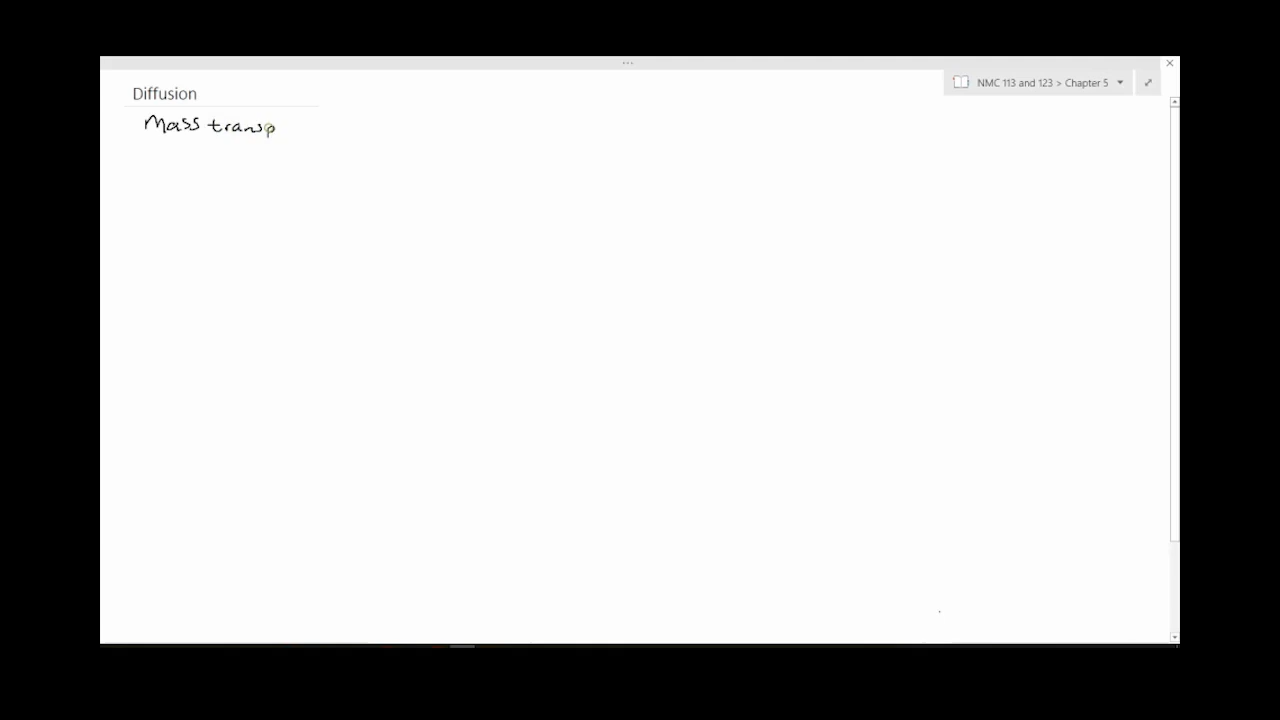 ...
NMC 113 and 123 > Chapter 5
Diffusion
Mass transp